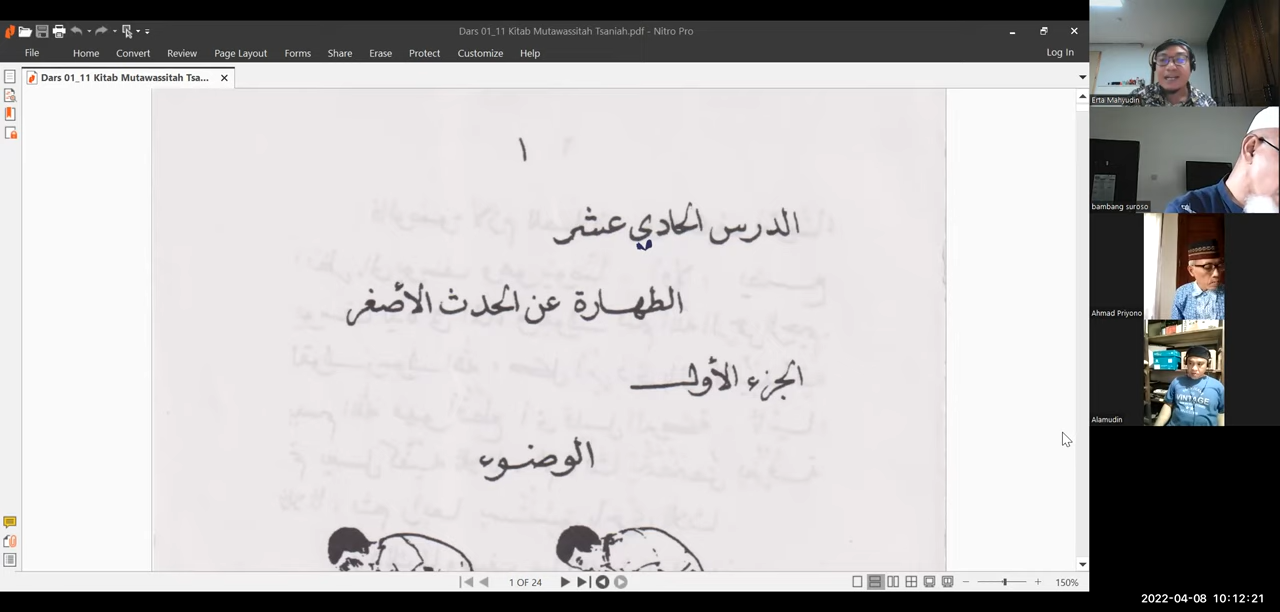 Dars 01_11 Kitab Mutawassitah Tsaniah.pdf - Nitro Pro
File Home Convert Review Page Layout Forms Share Erase Protect Customize Help Log In
Dars 01_11 Kitab Mutawassitah Tsa...
١
الدرس الحادي عشر
الطهارة عن الحدث الأصغر
الجزء الأول
الوضوء
1 OF 24
150%
Erta Mahyudin
bambang suroso
Ahmad Priyono
VINTAGE
Alamudin
2022-04-08 10:12:21